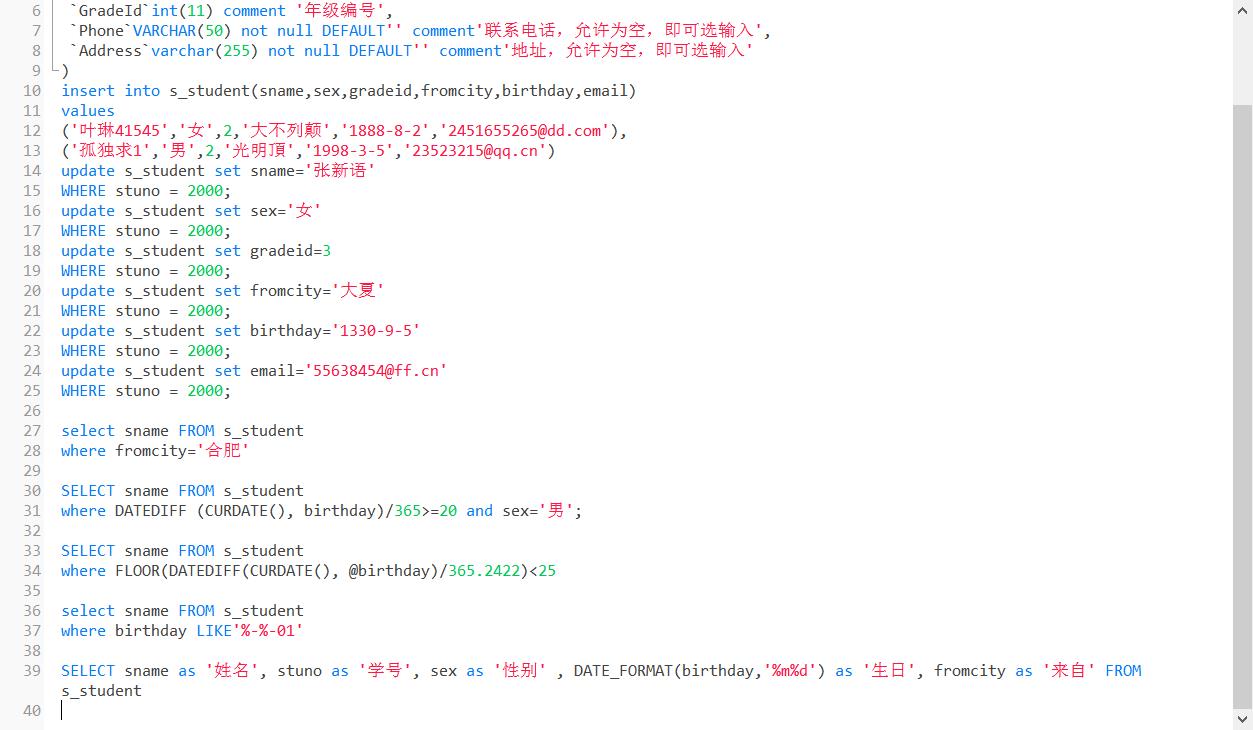 6 `GradeId`int(11) comment '年级编号',
7 `Phone`VARCHAR(50) not null DEFAULT'' comment'联系电话，允许为空，即可选输入',
8 `Address`varchar(255) not null DEFAULT'' comment'地址，允许为空，即可选输入'
9 )
10 insert into s_student(sname,sex,gradeid,fromcity,birthday,email)
11 values
12 ('叶琳41545','女',2,'大不列颠','1888-8-2','2451655265@dd.com'),
13 ('孤独求1','男',2,'光明頂','1998-3-5','23523215@qq.cn')
14 update s_student set sname='张新语'
15 WHERE stuno = 2000;
16 update s_student set sex='女'
17 WHERE stuno = 2000;
18 update s_student set gradeid=3
19 WHERE stuno = 2000;
20 update s_student set fromcity='大夏'
21 WHERE stuno = 2000;
22 update s_student set birthday='1330-9-5'
23 WHERE stuno = 2000;
24 update s_student set email='55638454@ff.cn'
25 WHERE stuno = 2000;
26
27 select sname FROM s_student
28 where fromcity='合肥'
29
30 SELECT sname FROM s_student
31 where DATEDIFF (CURDATE(), birthday)/365>=20 and sex='男';
32
33 SELECT sname FROM s_student
34 where FLOOR(DATEDIFF(CURDATE(), @birthday)/365.2422)<25
35
36 select sname FROM s_student
37 where birthday LIKE'%-%-01'
38
39 SELECT sname as '姓名', stuno as '学号', sex as '性别' , DATE_FORMAT(birthday,'%m%d') as '生日', fromcity as '来自' FROM
s_student
40